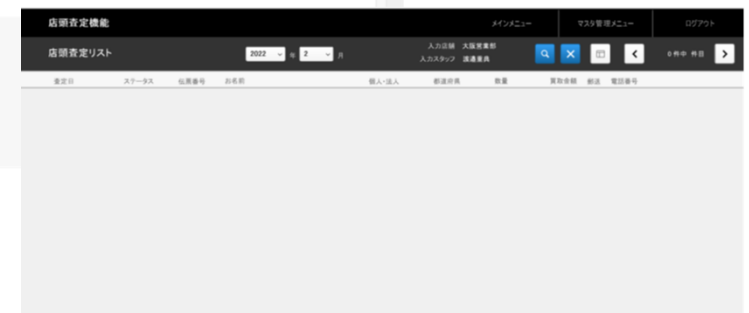 店頭査定機能 メインメニュー マスタ管理メニュー ログアウト
店頭査定リスト 2022 年 2 月 入力店舗 大阪営業部 0件中 件目
入力スタッフ 渡邉重典
査定日 ステータス 伝票番号 お名前 個人・法人 都道府県 数量 買取金額 郵送 電話番号